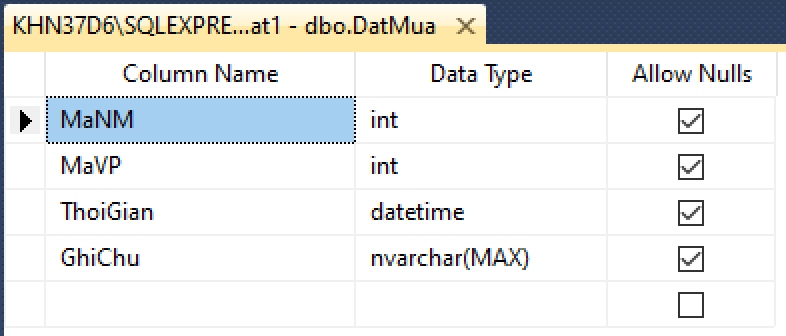 KHN37D6\SQLEXPRE...at1 - dbo.DatMua
Column Name Data Type Allow Nulls
MaNM int
MaVP int
ThoiGian datetime
GhiChu nvarchar(MAX)